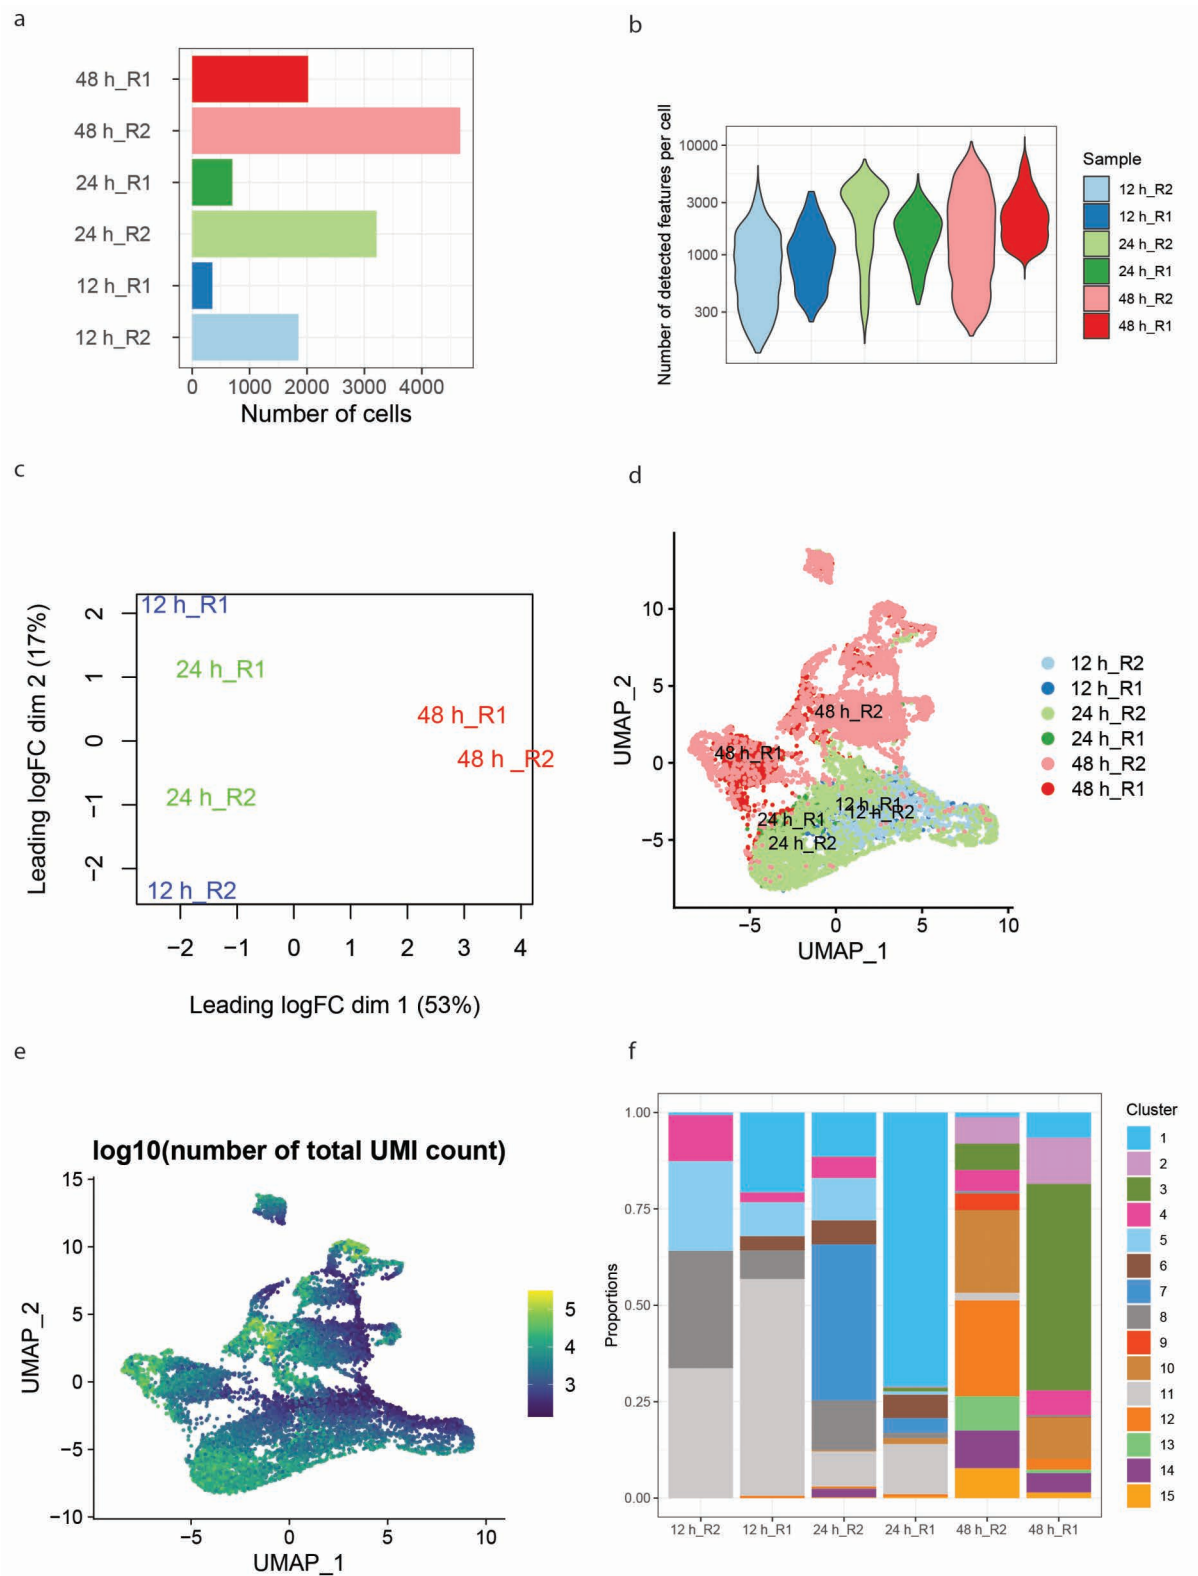 a
48 h_R1
48 h_R2
24 h_R1
24 h_R2
12 h_R1
12 h_R2
0 1000 2000 3000 4000
Number of cells
b
Number of detected features per cell
10000
3000
1000
300
Sample
12 h_R2
12 h_R1
24 h_R2
24 h_R1
48 h_R2
48 h_R1
c
Leading logFC dim 2 (17%)
2
1
0
−1
−2
12 h_R1
24 h_R1
48 h_R1
48 h _R2
24 h_R2
12 h_R2
−2 −1 0 1 2 3 4
Leading logFC dim 1 (53%)
d
UMAP_2
10
5
0
−5
48 h_R2
48 h_R1
12 h_R1
12 h_R2
24 h_R1
24 h_R2
−5 0 5 10
UMAP_1
12 h_R2
12 h_R1
24 h_R2
24 h_R1
48 h_R2
48 h_R1
e
log10(number of total UMI count)
UMAP_2
15
10
5
0
−5
−10
−5 0 5 10
UMAP_1
5
4
3
f
Proportions
1.00
0.75
0.50
0.25
0.00
12 h_R2 12 h_R1 24 h_R2 24 h_R1 48 h_R2 48 h_R1
Cluster
1
2
3
4
5
6
7
8
9
10
11
12
13
14
15